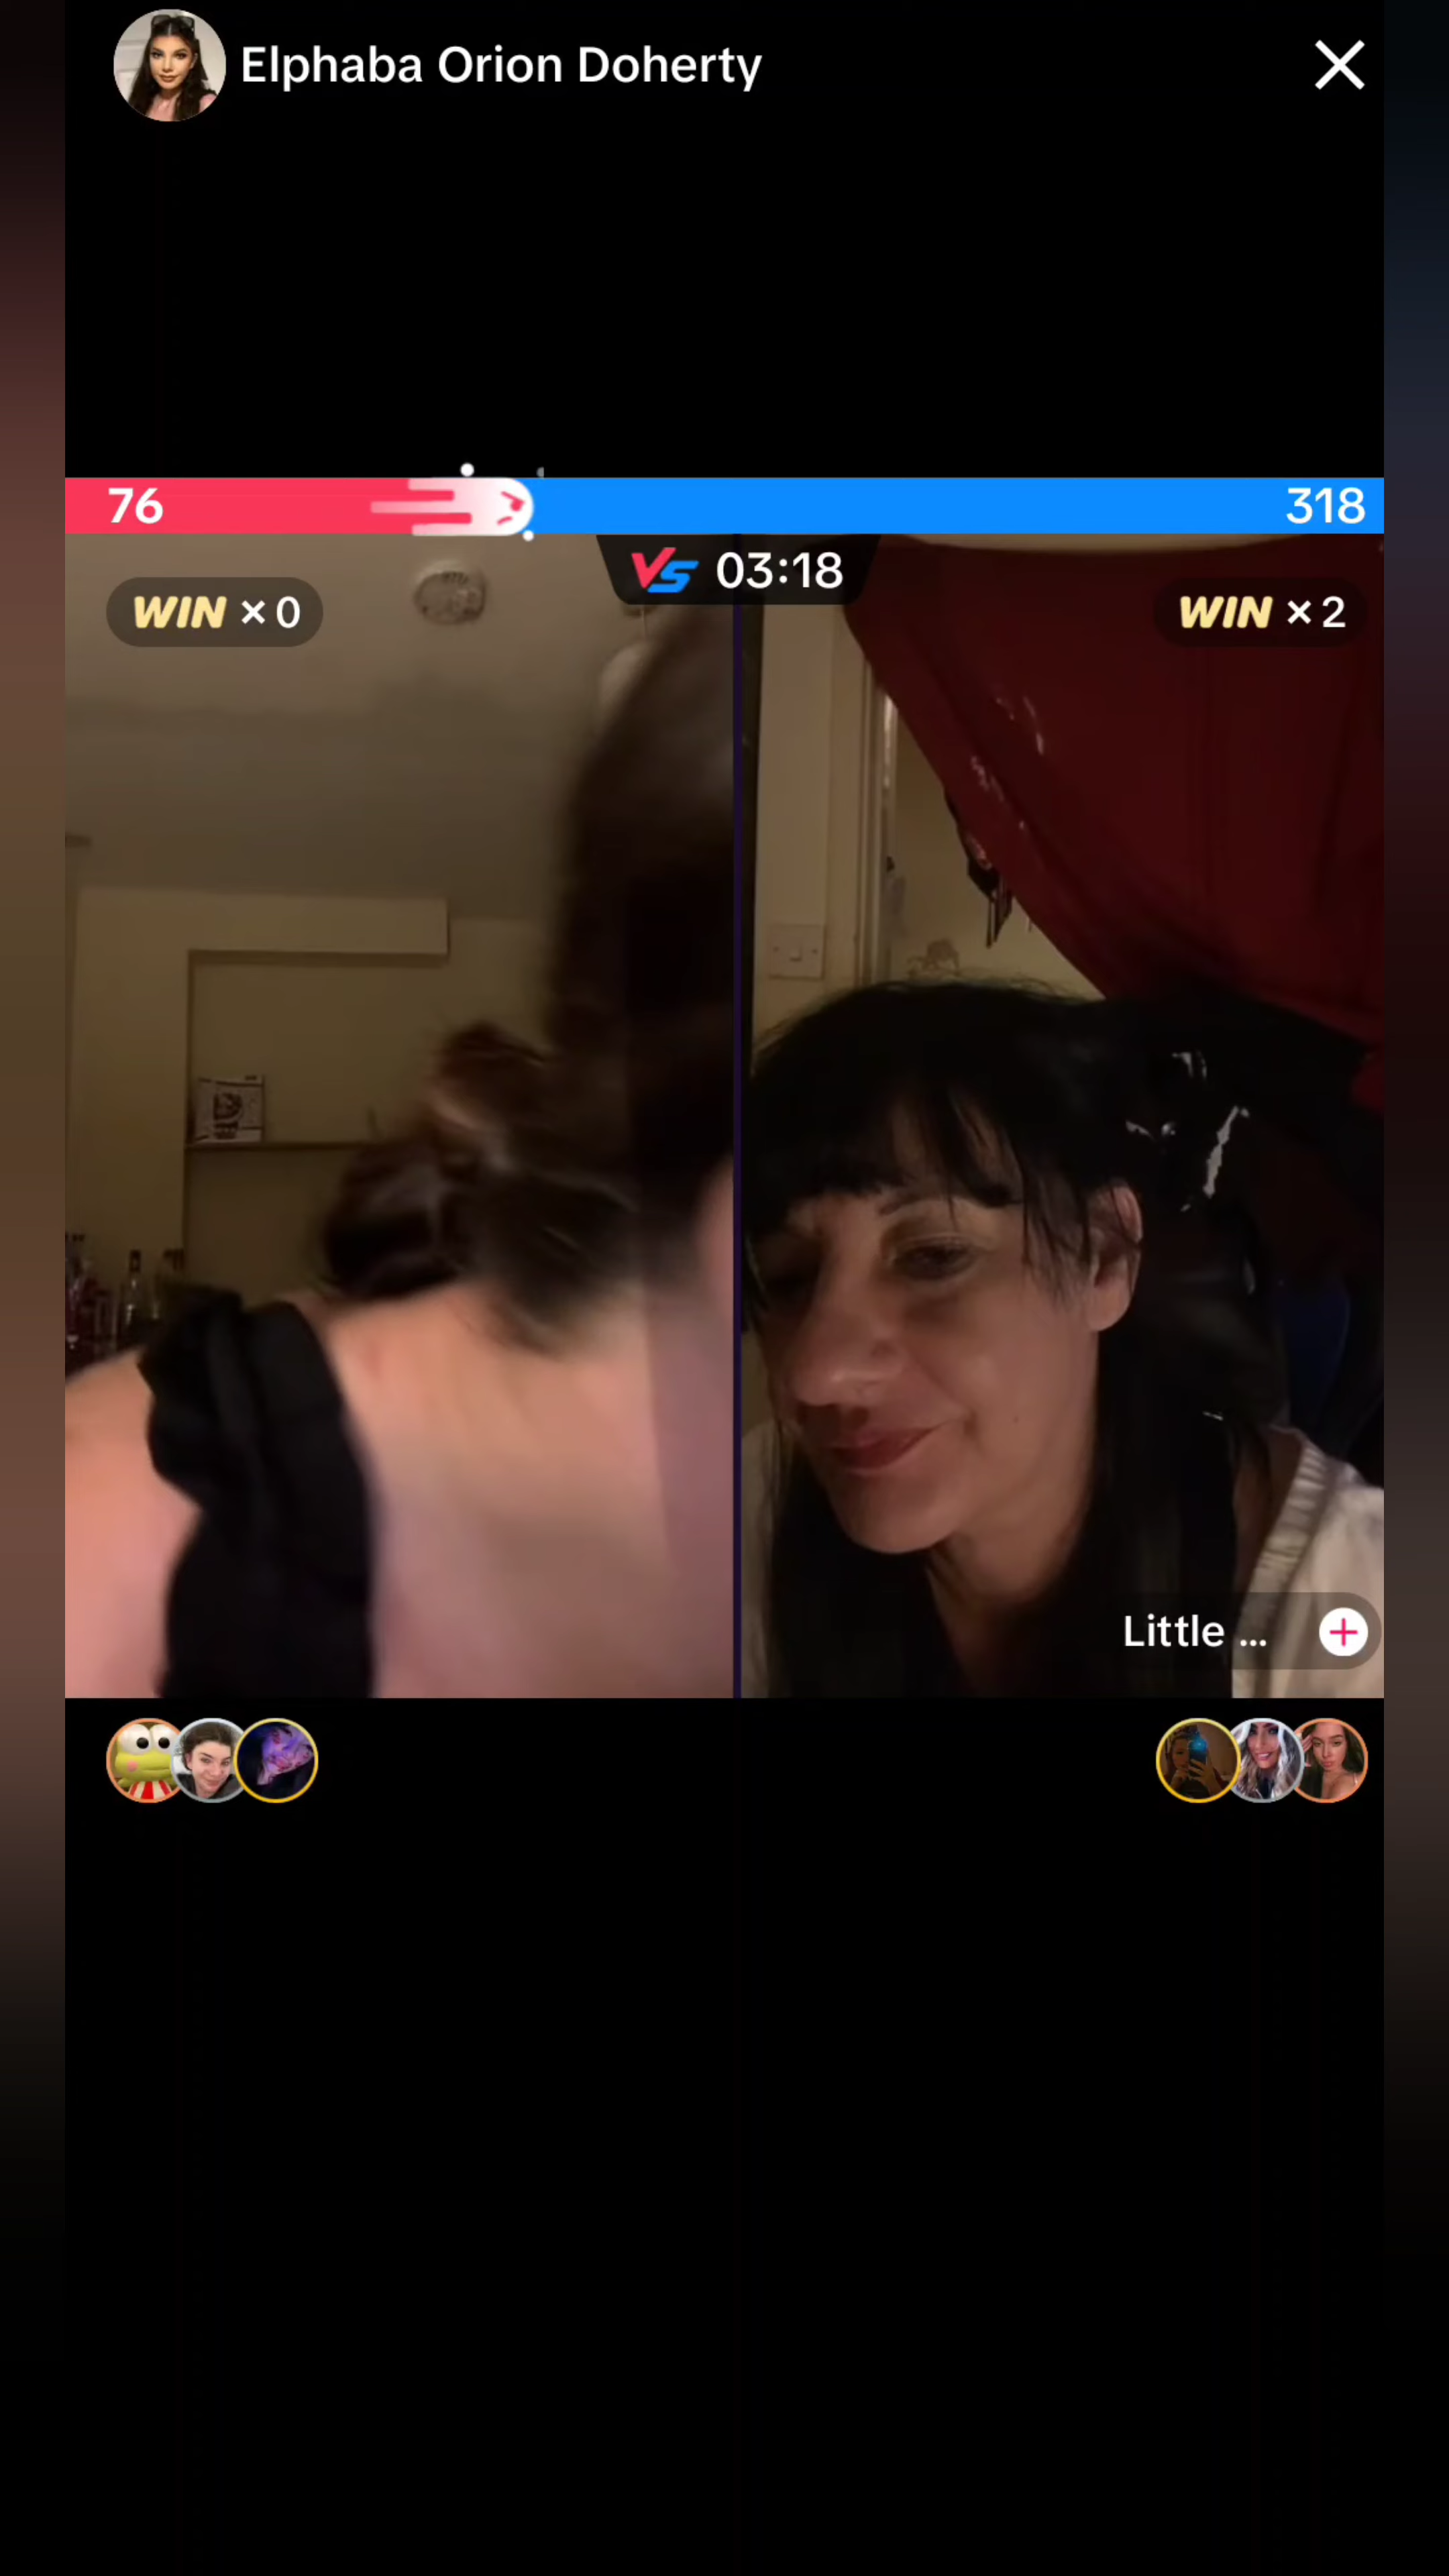 Elphaba Orion Doherty
76
318
VS 03:18
WIN × 0
WIN × 2
Little ...